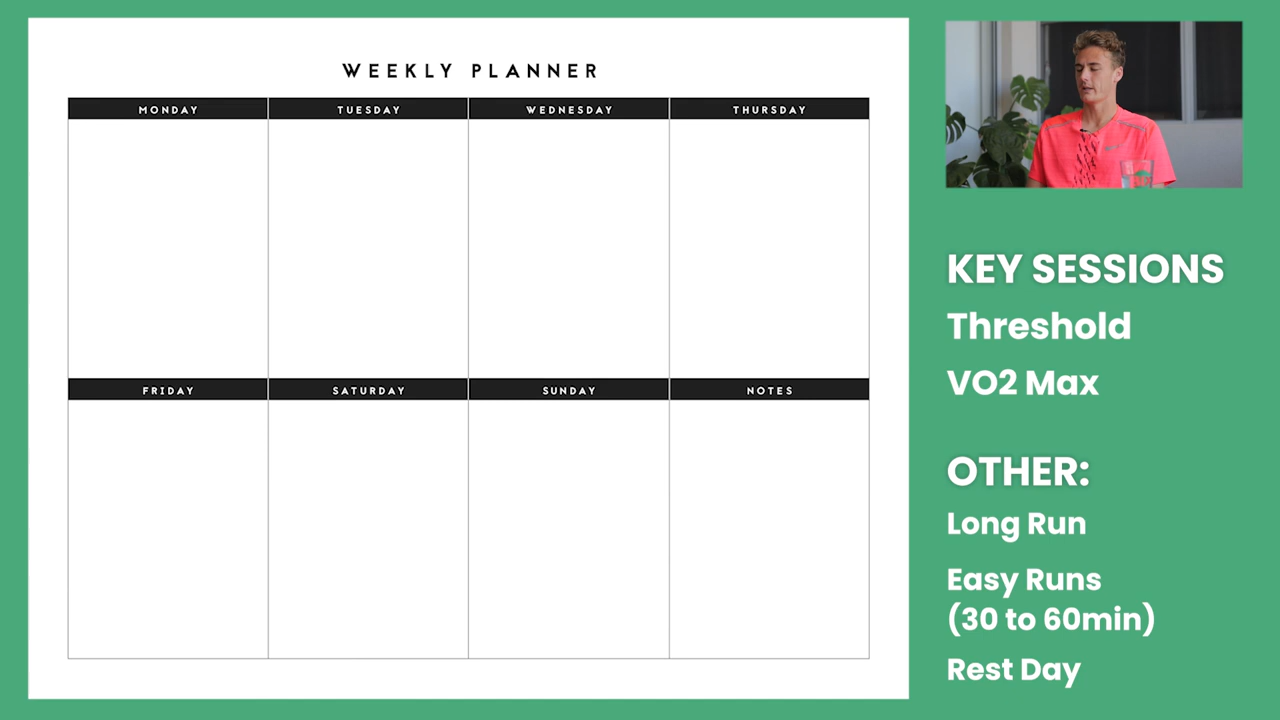 WEEKLY PLANNER
MONDAY
TUESDAY
WEDNESDAY
THURSDAY
FRIDAY
SATURDAY
SUNDAY
NOTES
KEY SESSIONS
Threshold
VO2 Max
OTHER:
Long Run
Easy Runs
(30 to 60min)
Rest Day